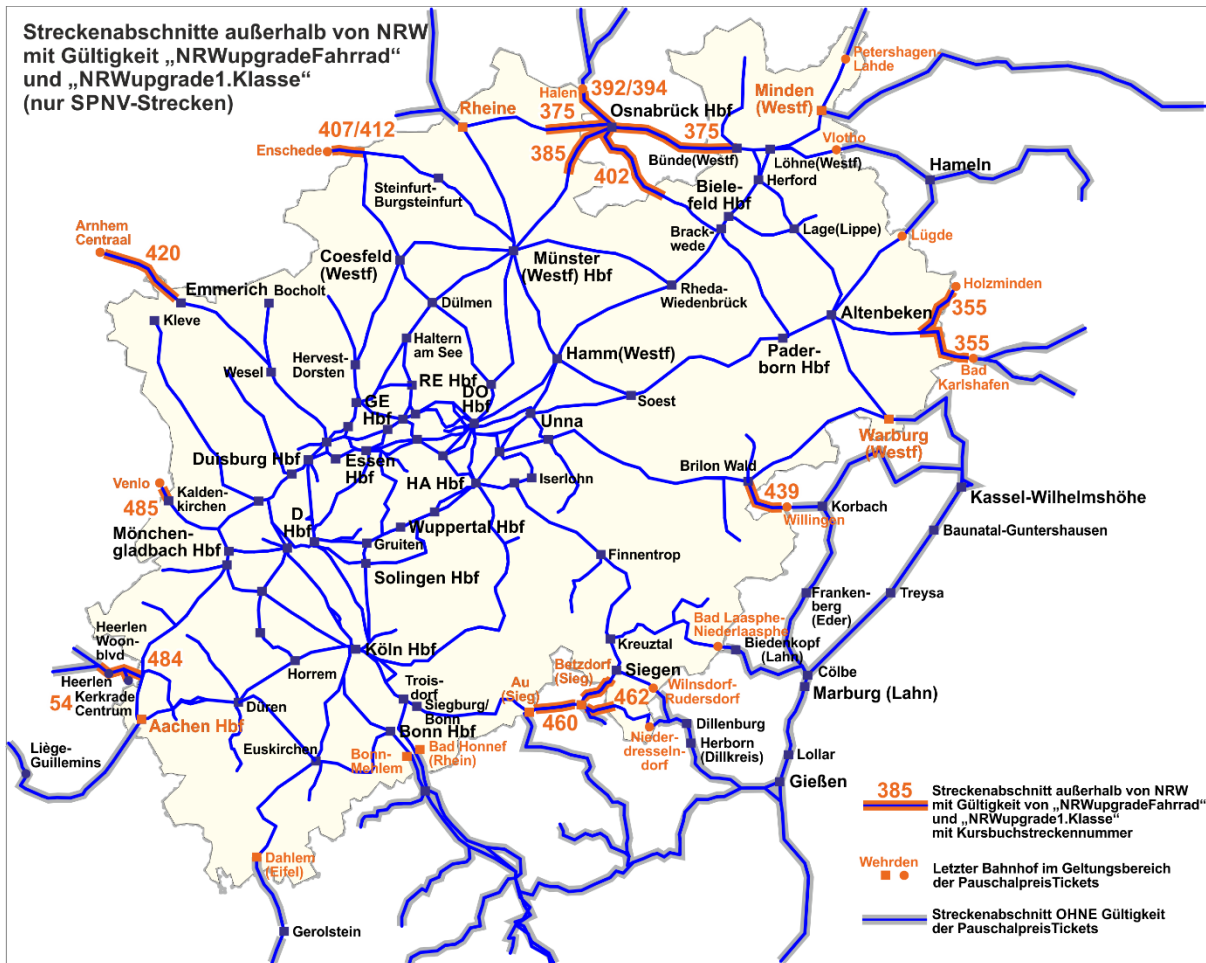 Streckenabschnitte außerhalb von NRW
mit Gültigkeit „NRWupgradeFahrrad“
und „NRWupgrade1.Klasse“
(nur SPNV-Strecken)
Petershagen
Lahde
Halen
392/394
Osnabrück Hbf
Minden
(Westf)
Rheine
375
375
407/412
Enschede
385
402
Bünde(Westf)
Vlotho
Löhne(Westf)
Hameln
Herford
Steinfurt-
Burgsteinfurt
Biele-
feld Hbf
Brack-
wede
Lage(Lippe)
Lügde
Arnhem
Centraal
420
Coesfeld
(Westf)
Münster
(Westf) Hbf
Emmerich
Bocholt
Kleve
Dülmen
Rheda-
Wiedenbrück
Holzminden
355
Altenbeken
355
Bad
Karlshafen
Haltern
am See
Hervest-
Dorsten
Wesel
Hamm(Westf)
Pader-
born Hbf
RE Hbf
DO
Hbf
GE
Hbf
Soest
Unna
Warburg
(Westf)
Duisburg Hbf
Essen
Hbf
HA Hbf
Iserlohn
Brilon Wald
439
Willingen
Korbach
Kassel-Wilhelmshöhe
Baunatal-Guntershausen
Venlo
485
Kalden-
kirchen
D.
Hbf
Wuppertal Hbf
Mönchen-
gladbach Hbf
Gruiten
Solingen Hbf
Finnentrop
Franken-
berg
(Eder)
Treysa
Heerlen
Woon-
blvd
484
Heerlen
54
Kerkrade
Centrum
Köln Hbf
Horrem
Kreuztal
Bad Laasphe-
Niederlaasphe
Biedenkopf
(Lahn)
Cölbe
Marburg (Lahn)
Betzdorf
(Sieg)
Siegen
Au
(Sieg)
462
460
Wilnsdorf-
Rudersdorf
Trois-
dorf
Siegburg/
Bonn
Düren
Aachen Hbf
Bonn Hbf
Dillenburg
Herborn
(Dillkreis)
Nieder-
dresseln-
dorf
Liège-
Guillemins
Euskirchen
Bonn-
Mehlem
Bad Honnef
(Rhein)
Lollar
Gießen
Dahlem
(Eifel)
Gerolstein
385
Streckenabschnitt außerhalb von NRW
mit Gültigkeit von „NRWupgradeFahrrad“
und „NRWupgrade1.Klasse“
mit Kursbuchstreckennummer
Wehrden
Letzter Bahnhof im Geltungsbereich
der PauschalpreisTickets
Streckenabschnitt OHNE Gültigkeit
der PauschalpreisTickets